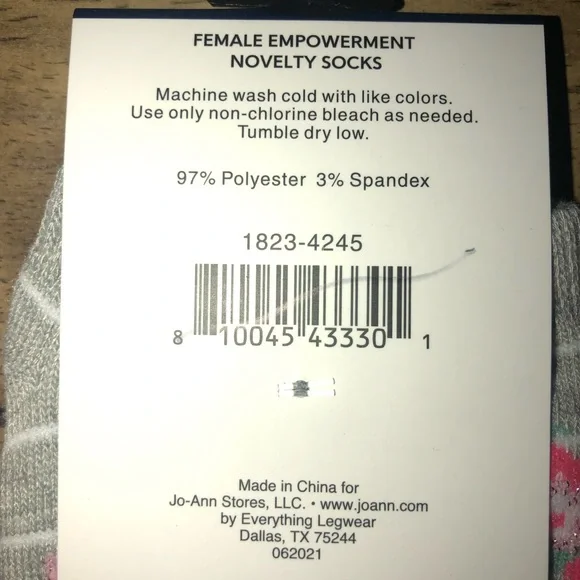 FEMALE EMPOWERMENT
NOVELTY SOCKS
Machine wash cold with like colors.
Use only non-chlorine bleach as needed.
Tumble dry low.
97% Polyester 3% Spandex
1823-4245
8 10045 43330 1
Made in China for
Jo-Ann Stores, LLC. • www.joann.com
by Everything Legwear
Dallas, TX 75244
062021